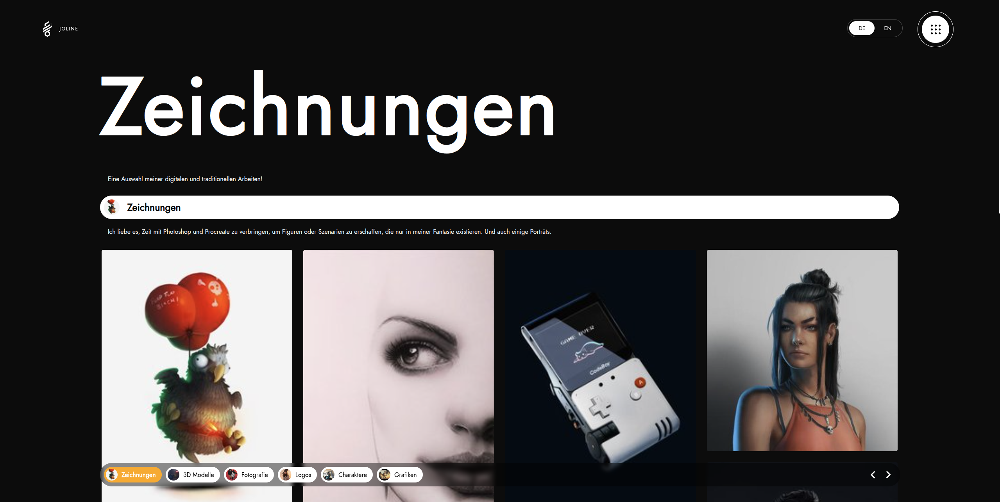 JOLINE
DE
EN
Zeichnungen
Eine Auswahl meiner digitalen und traditionellen Arbeiten!
Zeichnungen
Ich liebe es, Zeit mit Photoshop und Procreate zu verbringen, um Figuren oder Szenarien zu erschaffen, die nur in meiner Fantasie existieren. Und auch einige Porträts.
GAME OVER
CodeBoy
A
B
Zeichnungen
3D Modelle
Fotografie
Logos
Charaktere
Grafiken